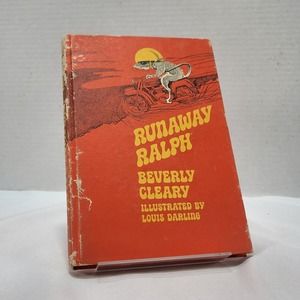 RUNAWAY
RALPH
BEVERLY
CLEARY
ILLUSTRATED BY
LOUIS DARLING